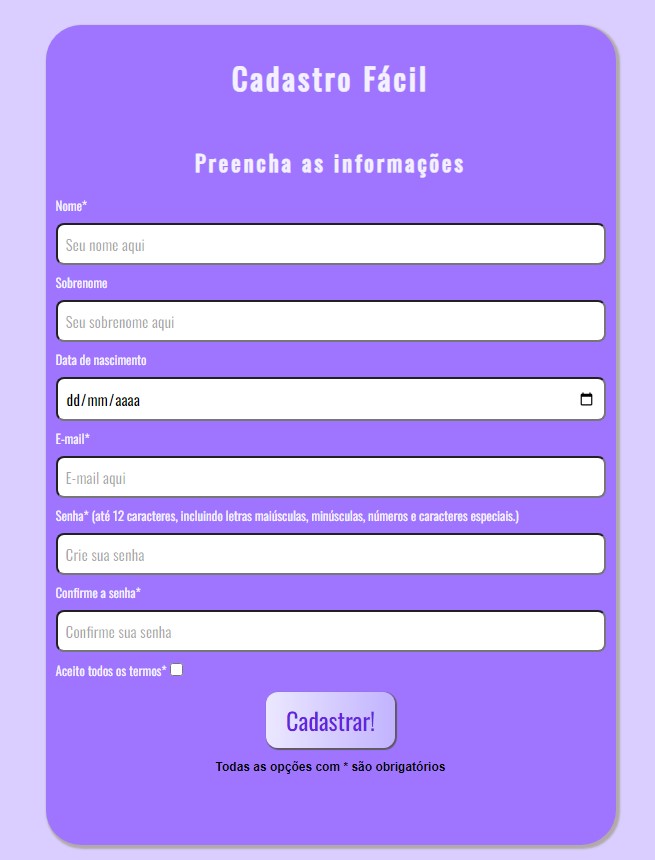 Cadastro Fácil
Preencha as informações
Nome*
Seu nome aqui
Sobrenome
Seu sobrenome aqui
Data de nascimento
dd/mm/aaaa
E-mail*
E-mail aqui
Senha* (até 12 caracteres, incluindo letras maiúsculas, minúsculas, números e caracteres especiais.)
Crie sua senha
Confirme a senha*
Confirme sua senha
Aceito todos os termos*
Cadastrar!
Todas as opções com * são obrigatórios